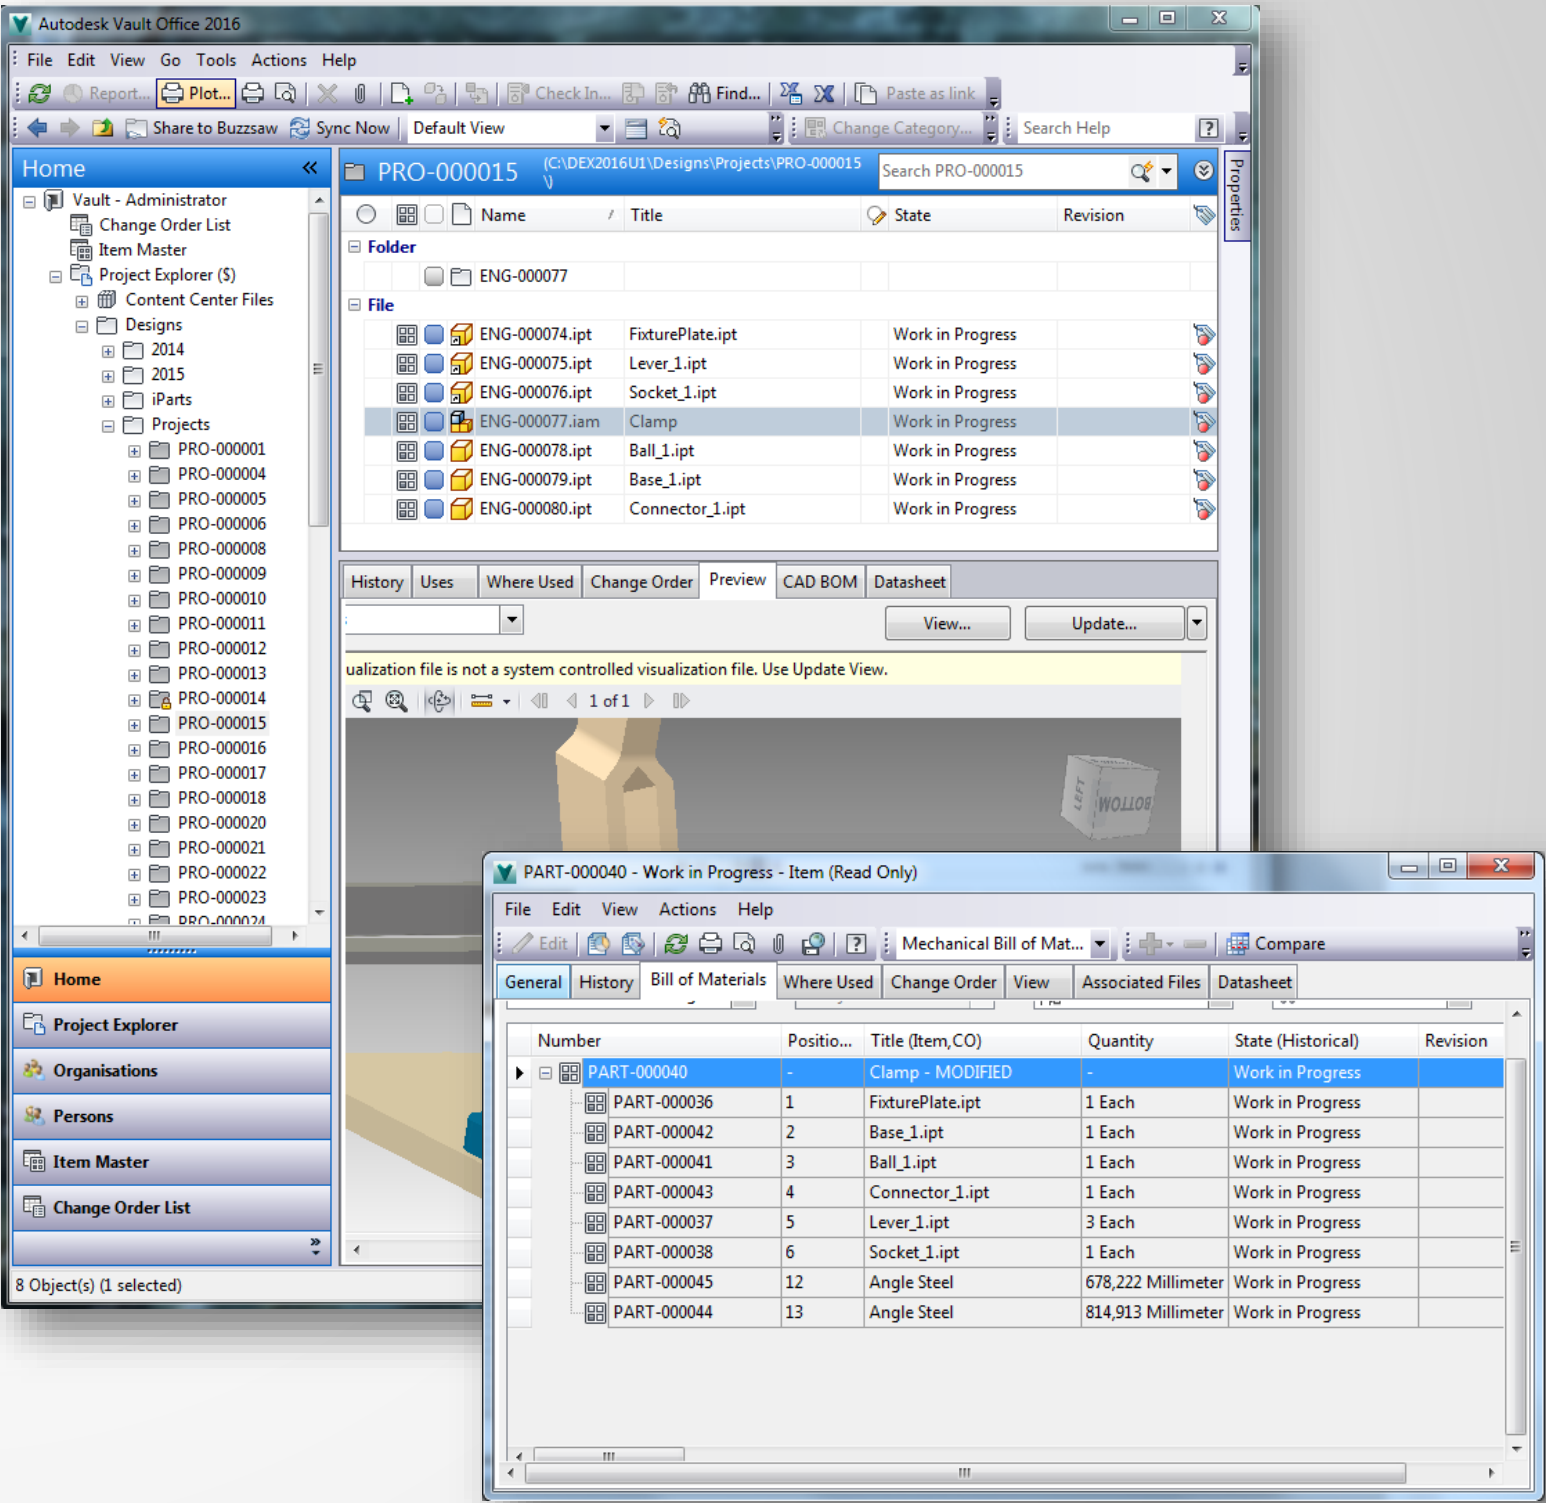 Autodesk Vault Office 2016
File Edit View Go Tools Actions Help
Report... Plot... Check In... Find... Paste as link
Share to Buzzsaw Sync Now Default View Change Category... Search Help
Home
Vault - Administrator
Change Order List
Item Master
Project Explorer ($)
Content Center Files
Designs
2014
2015
iParts
Projects
PRO-000001
PRO-000004
PRO-000005
PRO-000006
PRO-000008
PRO-000009
PRO-000010
PRO-000011
PRO-000012
PRO-000013
PRO-000014
PRO-000015
PRO-000016
PRO-000017
PRO-000018
PRO-000020
PRO-000021
PRO-000022
PRO-000023
PRO-000024
Home
Project Explorer
Organisations
Persons
Item Master
Change Order List
8 Object(s) (1 selected)
PRO-000015 (C:\DEX2016U1\Designs\Projects\PRO-000015
\)
Search PRO-000015
Properties
Name Title State Revision
Folder
ENG-000077
File
ENG-000074.ipt FixturePlate.ipt Work in Progress
ENG-000075.ipt Lever_1.ipt Work in Progress
ENG-000076.ipt Socket_1.ipt Work in Progress
ENG-000077.iam Clamp Work in Progress
ENG-000078.ipt Ball_1.ipt Work in Progress
ENG-000079.ipt Base_1.ipt Work in Progress
ENG-000080.ipt Connector_1.ipt Work in Progress
History Uses Where Used Change Order Preview CAD BOM Datasheet
View... Update...
ualization file is not a system controlled visualization file. Use Update View.
1 of 1
LEFT BOTTOM
PART-000040 - Work in Progress - Item (Read Only)
File Edit View Actions Help
Edit Mechanical Bill of Mat... Compare
General History Bill of Materials Where Used Change Order View Associated Files Datasheet
Number Positio... Title (Item,CO) Quantity State (Historical) Revision
PART-000040 - Clamp - MODIFIED - Work in Progress
PART-000036 1 FixturePlate.ipt 1 Each Work in Progress
PART-000042 2 Base_1.ipt 1 Each Work in Progress
PART-000041 3 Ball_1.ipt 1 Each Work in Progress
PART-000043 4 Connector_1.ipt 1 Each Work in Progress
PART-000037 5 Lever_1.ipt 3 Each Work in Progress
PART-000038 6 Socket_1.ipt 1 Each Work in Progress
PART-000045 12 Angle Steel 678,222 Millimeter Work in Progress
PART-000044 13 Angle Steel 814,913 Millimeter Work in Progress